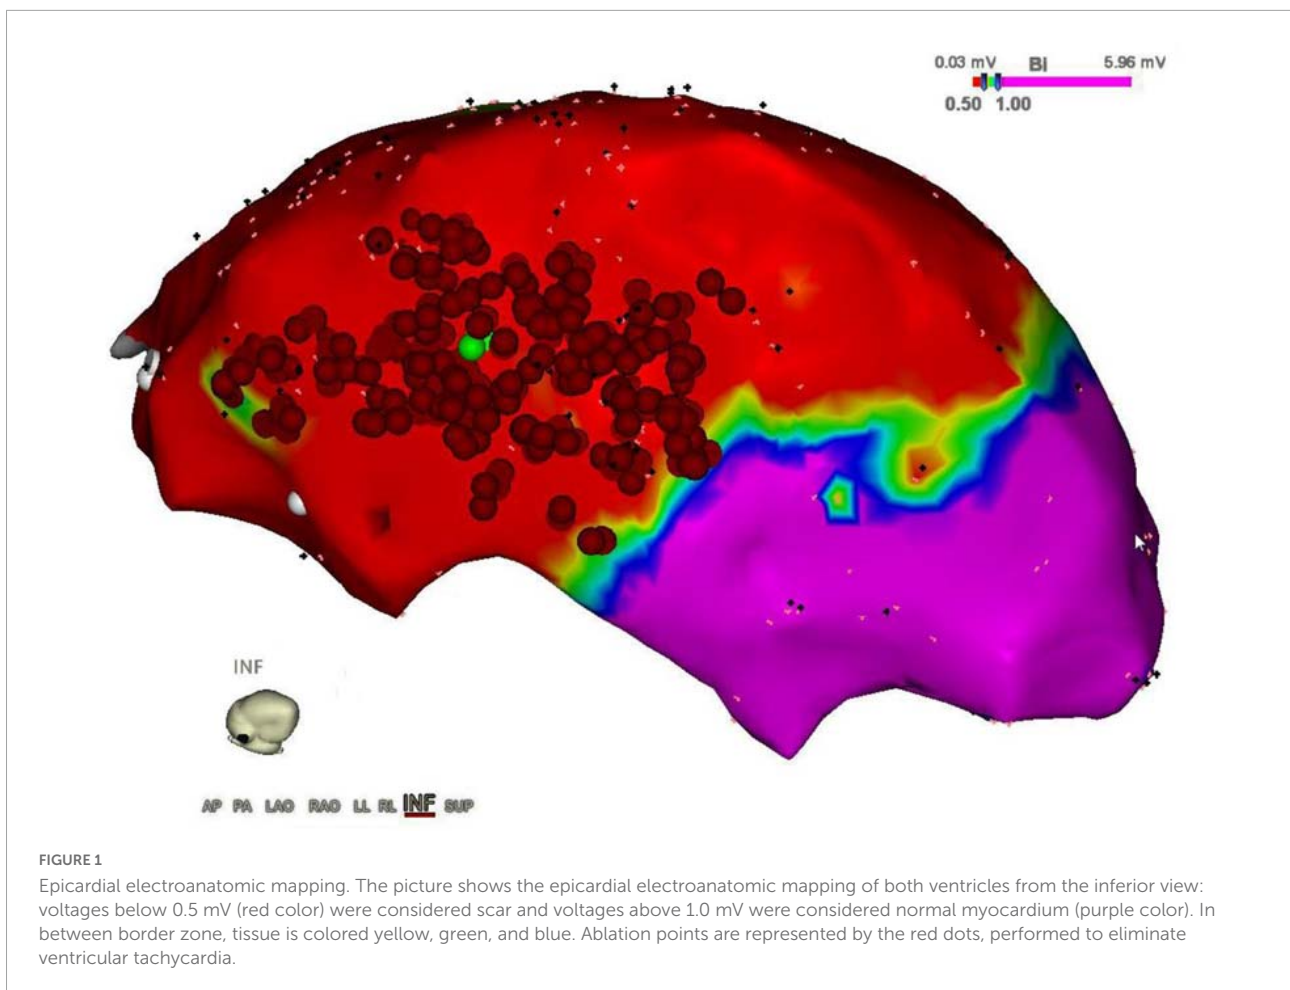 0.03 mV BI 5.96 mV
0.50 1.00
INF
AP PA LAO RAO LL RL INF SUP
FIGURE 1
Epicardial electroanatomic mapping. The picture shows the epicardial electroanatomic mapping of both ventricles from the inferior view:
voltages below 0.5 mV (red color) were considered scar and voltages above 1.0 mV were considered normal myocardium (purple color). In
between border zone, tissue is colored yellow, green, and blue. Ablation points are represented by the red dots, performed to eliminate
ventricular tachycardia.